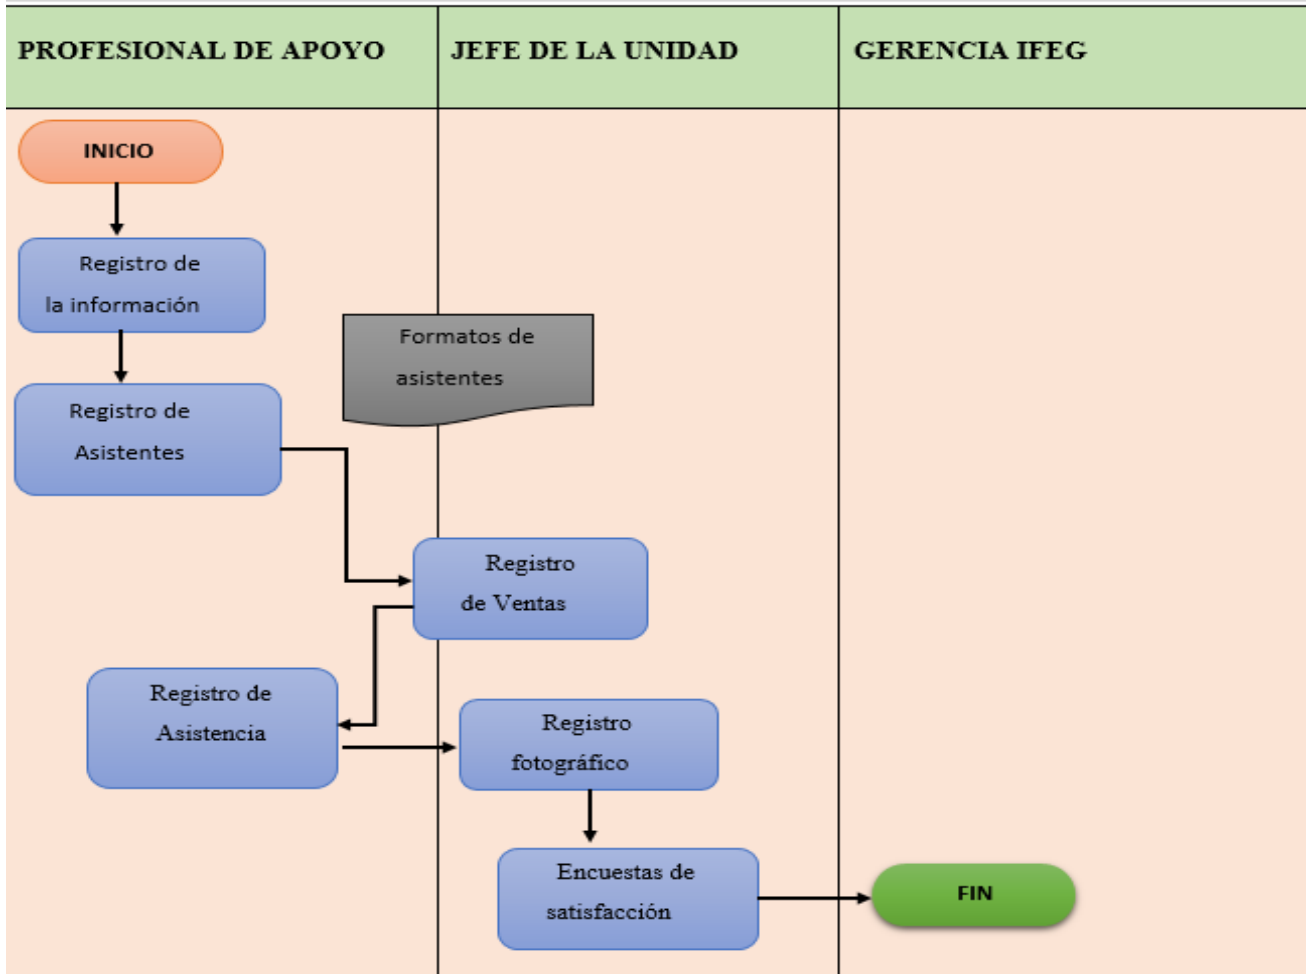 PROFESIONAL DE APOYO
JEFE DE LA UNIDAD
GERENCIA IFEG
INICIO
Registro de
la información
Formatos de
asistentes
Registro de
Asistentes
Registro
de Ventas
Registro de
Asistencia
Registro
fotográfico
Encuestas de
satisfacción
FIN